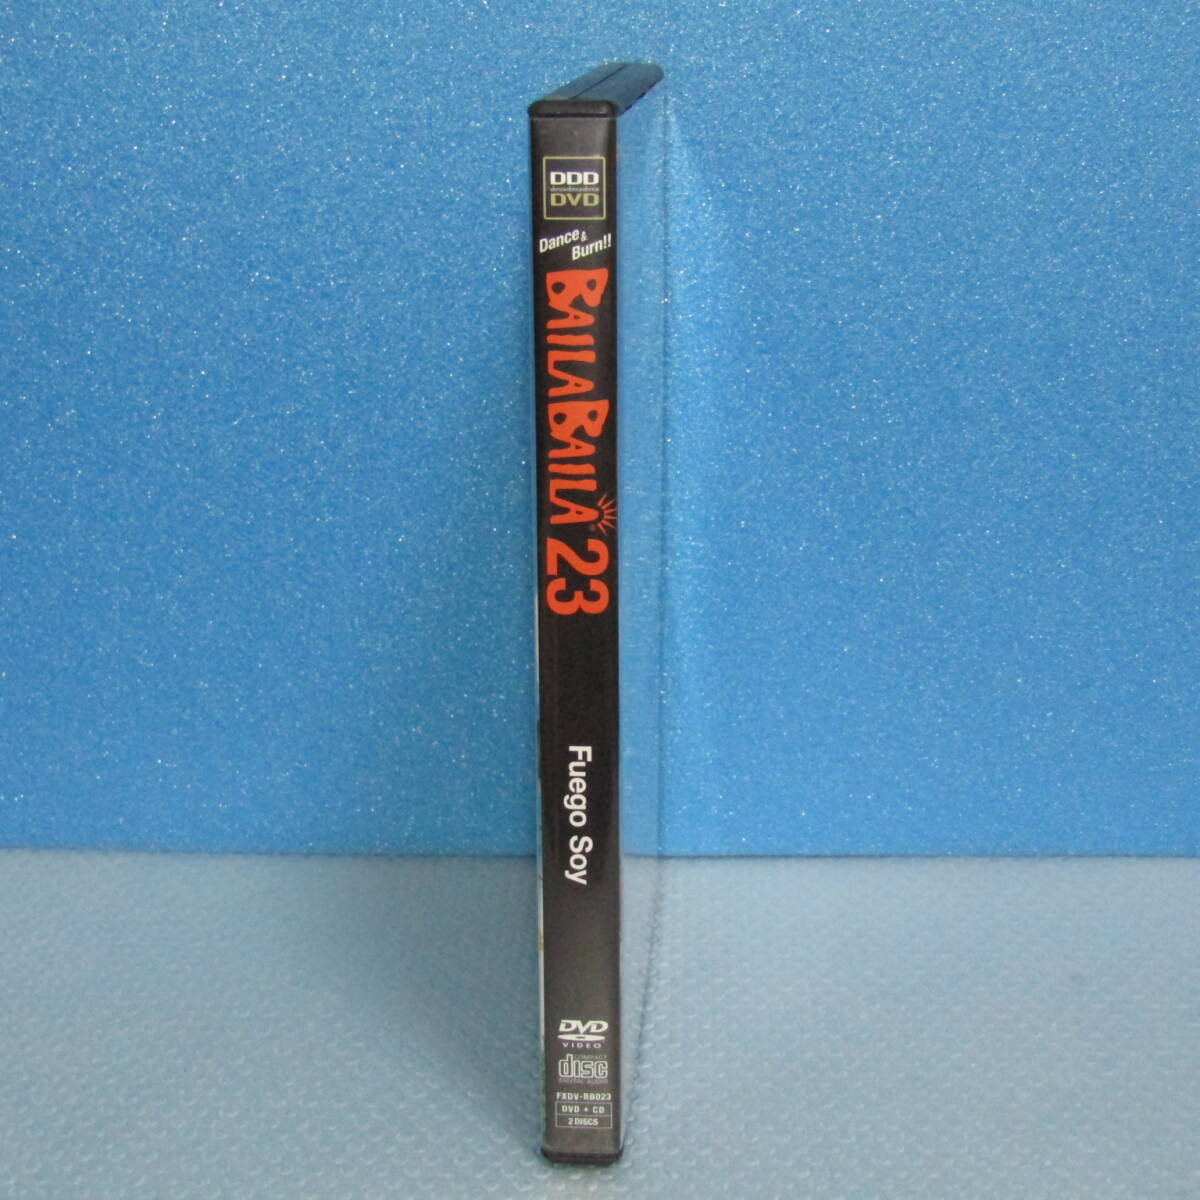 DDD
dancedancedance
DVD
Dance &
Burn!!
BAILA BAILA® 23
Fuego Soy
DVD
VIDEO
COMPACT
disc
DIGITAL AUDIO
FXDV-BB023
DVD + CD
2 DISCS